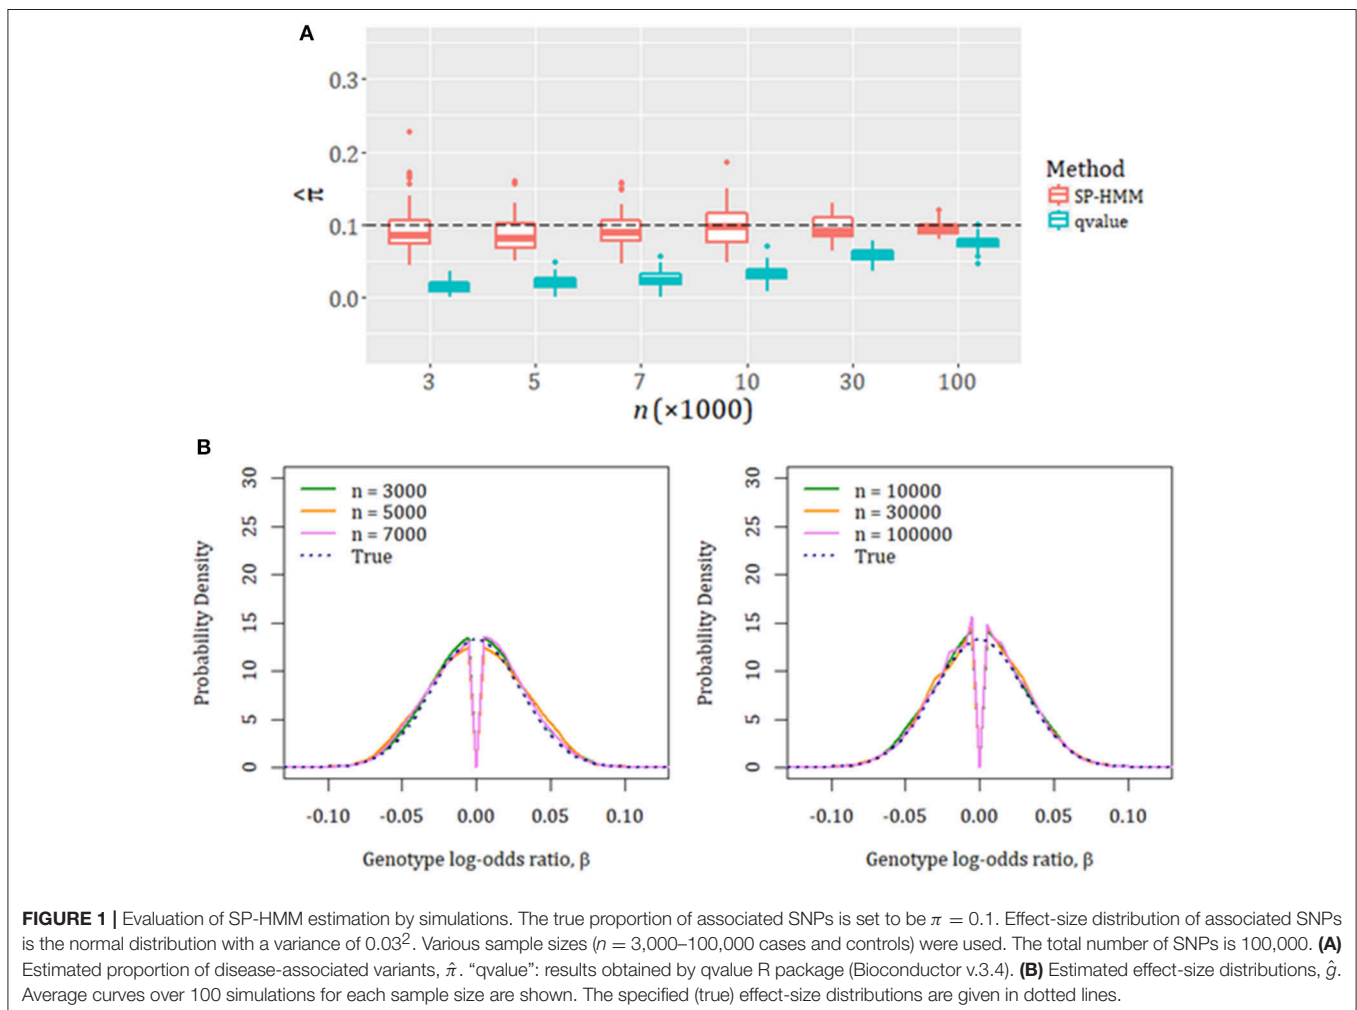 A
0.3
0.2
0.1
0.0
π̂
3 5 7 10 30 100
n (×1000)
Method
SP-HMM
qvalue
B
30
25
20
15
10
5
0
Probability Density
n = 3000
n = 5000
n = 7000
True
-0.10 -0.05 0.00 0.05 0.10
Genotype log-odds ratio, β
30
25
20
15
10
5
0
Probability Density
n = 10000
n = 30000
n = 100000
True
-0.10 -0.05 0.00 0.05 0.10
Genotype log-odds ratio, β
FIGURE 1 | Evaluation of SP-HMM estimation by simulations. The true proportion of associated SNPs is set to be π = 0.1. Effect-size distribution of associated SNPs
is the normal distribution with a variance of 0.03². Various sample sizes (n = 3,000–100,000 cases and controls) were used. The total number of SNPs is 100,000. (A)
Estimated proportion of disease-associated variants, π̂. “qvalue”: results obtained by qvalue R package (Bioconductor v.3.4). (B) Estimated effect-size distributions, ĝ.
Average curves over 100 simulations for each sample size are shown. The specified (true) effect-size distributions are given in dotted lines.